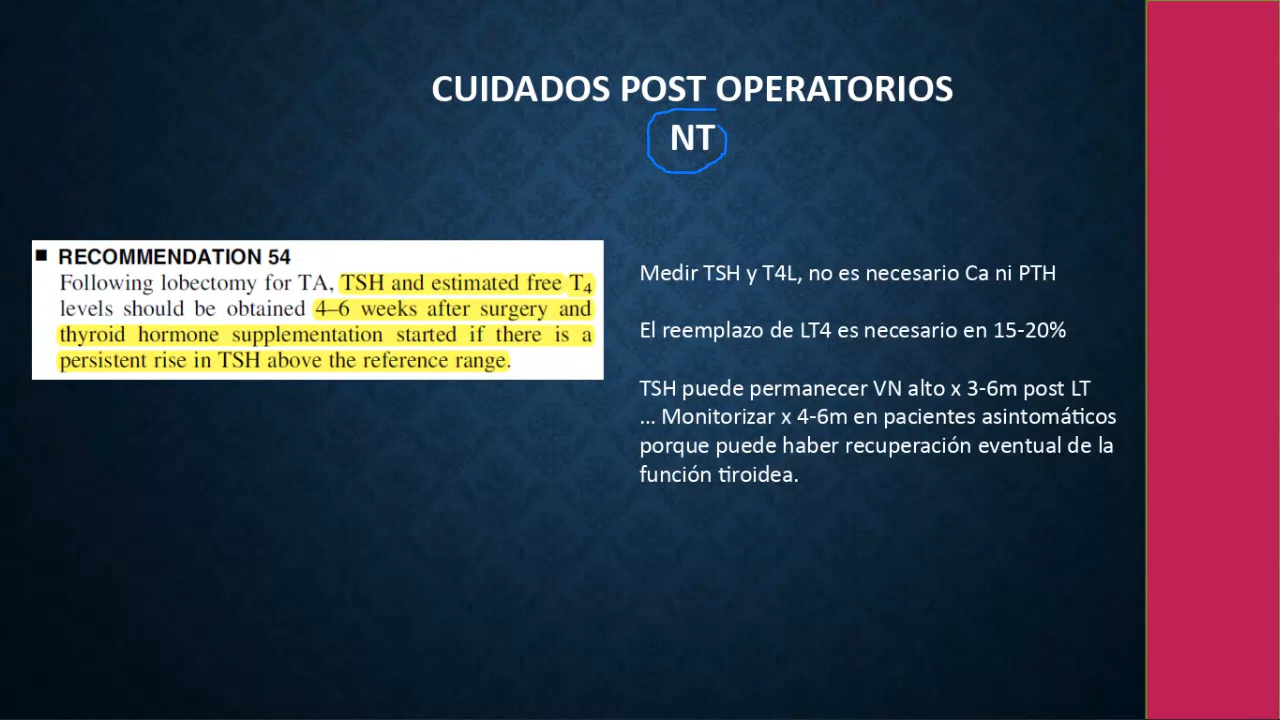 CUIDADOS POST OPERATORIOS
NT
■ RECOMMENDATION 54
Following lobectomy for TA, TSH and estimated free T₄
levels should be obtained 4–6 weeks after surgery and
thyroid hormone supplementation started if there is a
persistent rise in TSH above the reference range.
Medir TSH y T4L, no es necesario Ca ni PTH
El reemplazo de LT4 es necesario en 15-20%
TSH puede permanecer VN alto x 3-6m post LT
... Monitorizar x 4-6m en pacientes asintomáticos
porque puede haber recuperación eventual de la
función tiroidea.